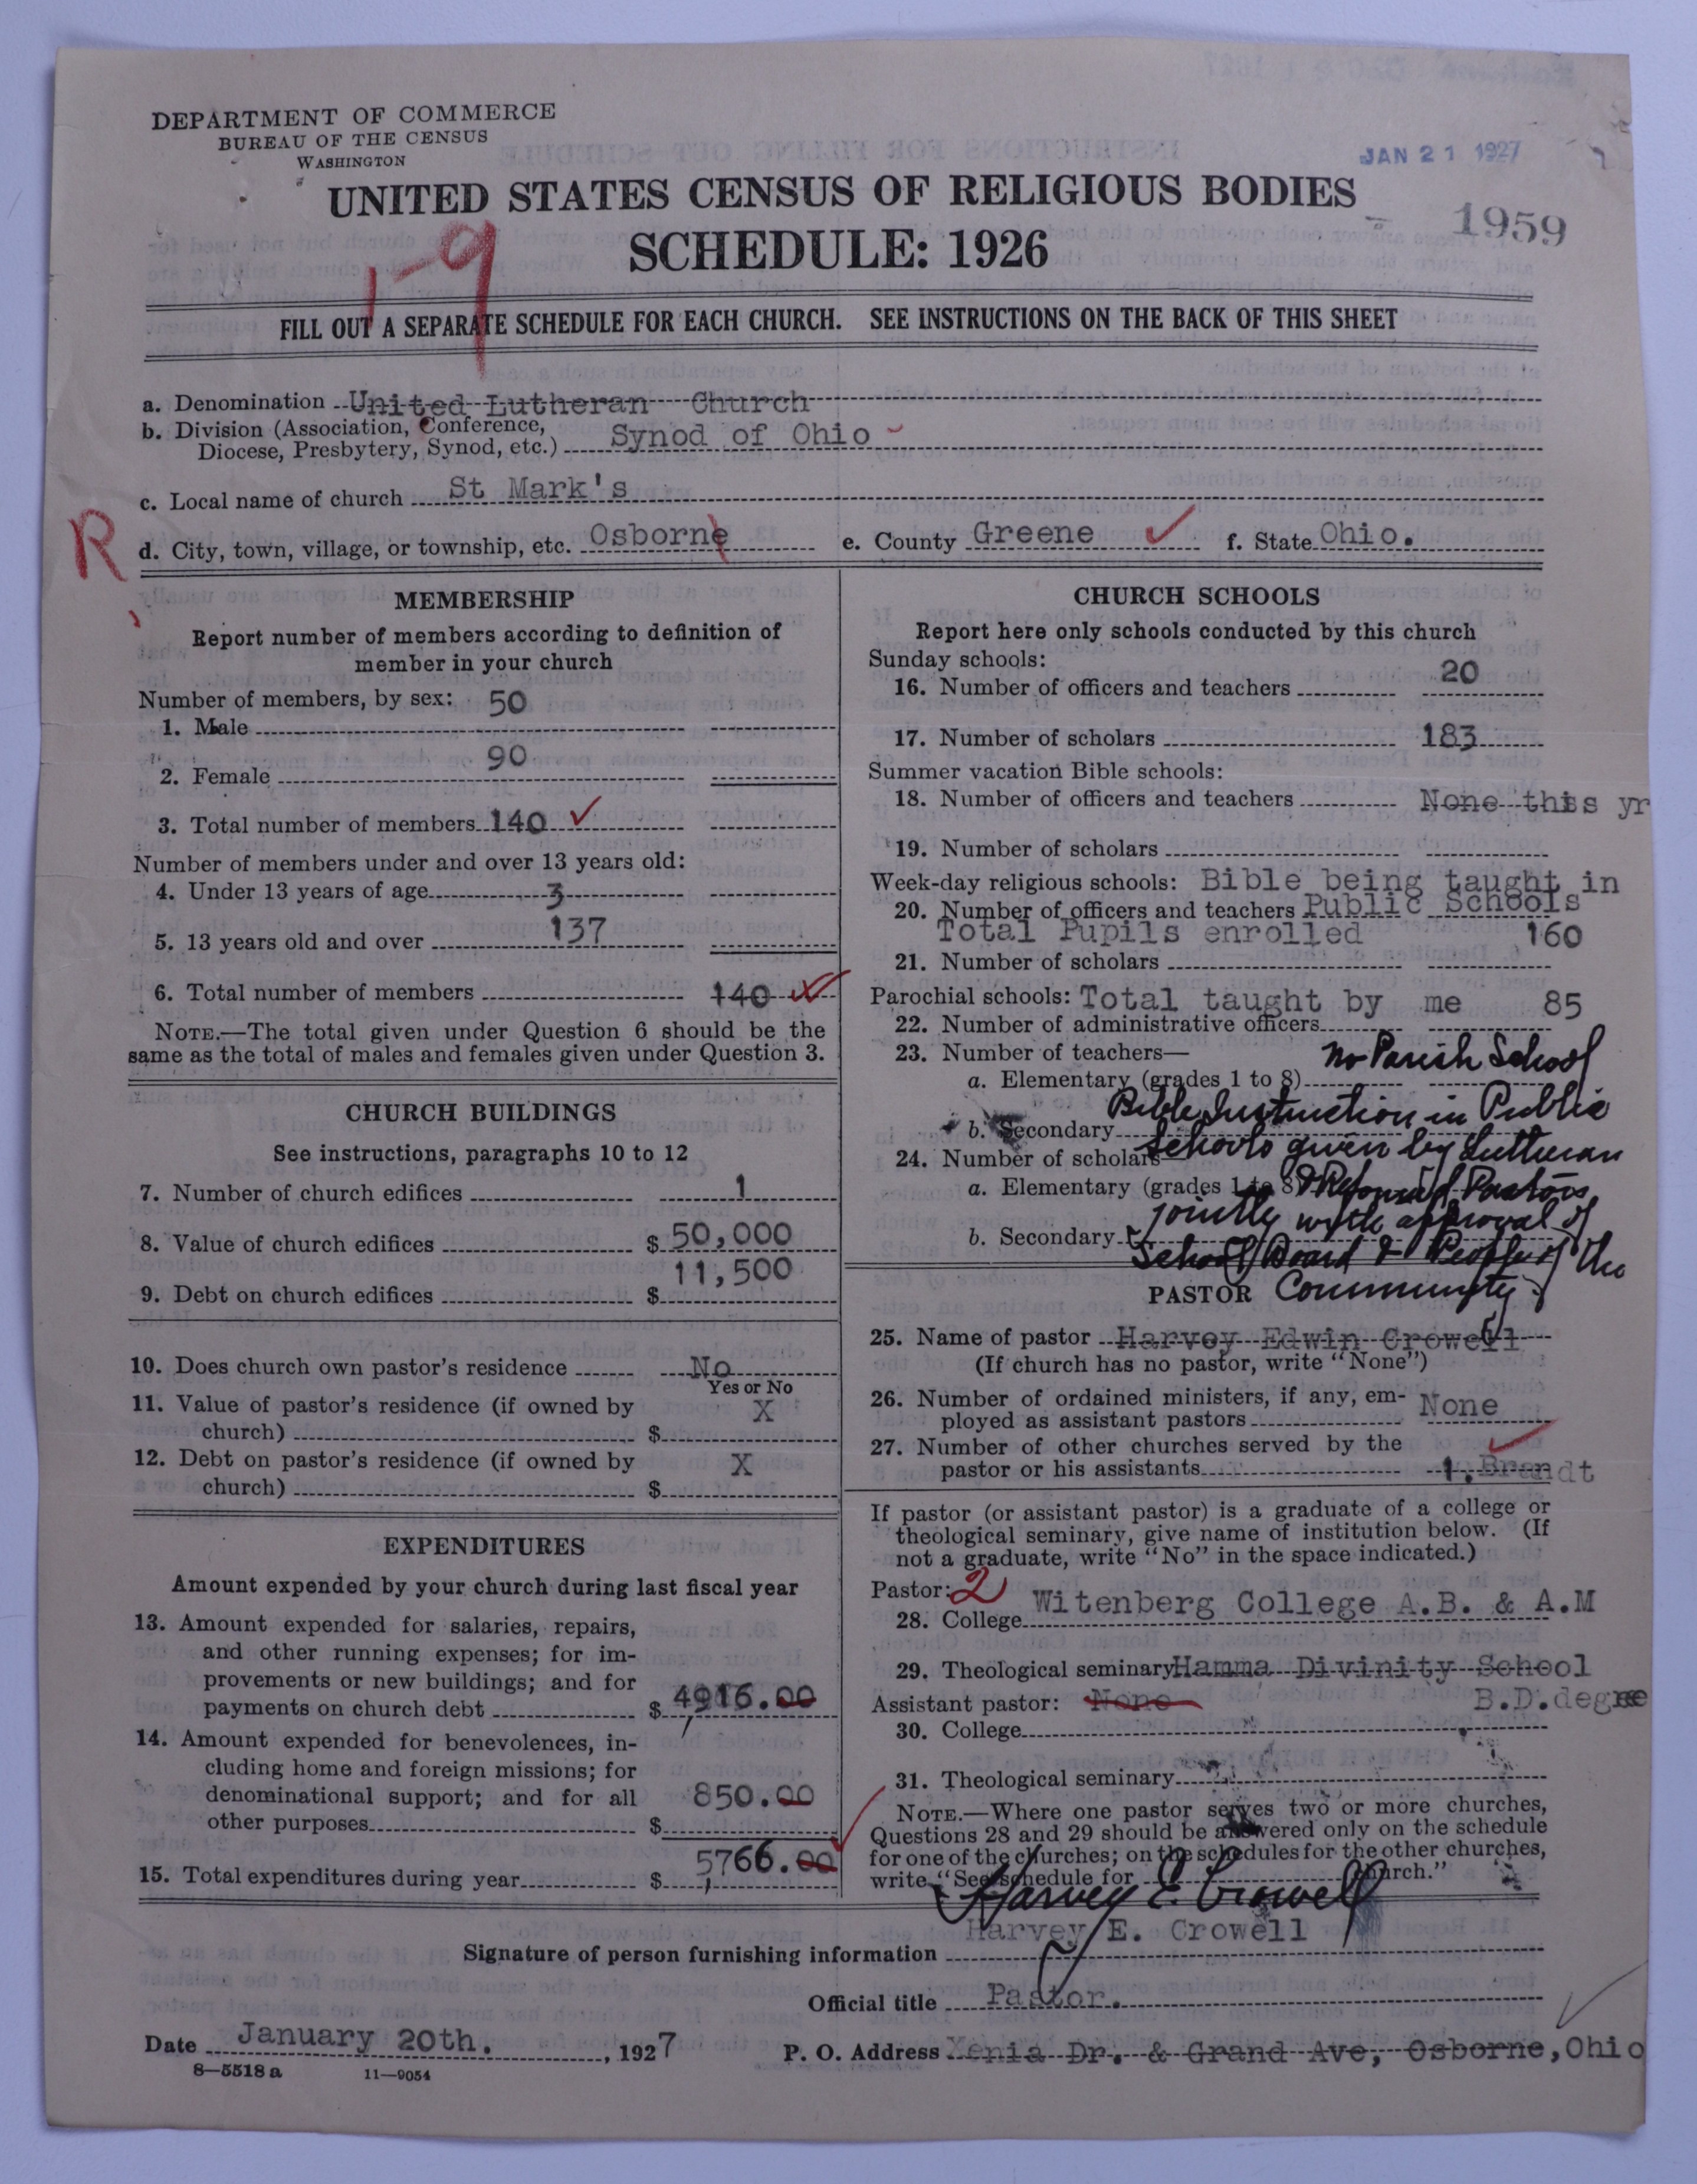 DEPARTMENT OF COMMERCE
BUREAU OF THE CENSUS
WASHINGTON
JAN 21 1927
UNITED STATES CENSUS OF RELIGIOUS BODIES
1959
SCHEDULE: 1926
1-9
FILL OUT A SEPARATE SCHEDULE FOR EACH CHURCH. SEE INSTRUCTIONS ON THE BACK OF THIS SHEET
a. Denomination United Lutheran Church
b. Division (Association, Conference,
Diocese, Presbytery, Synod, etc.) Synod of Ohio
c. Local name of church St Mark's
R
d. City, town, village, or township, etc. Osborne e. County Greene f. State Ohio.
MEMBERSHIP
Report number of members according to definition of
member in your church
Number of members, by sex: 50
1. Male
90
2. Female
3. Total number of members 140
Number of members under and over 13 years old:
4. Under 13 years of age 3
5. 13 years old and over 137
6. Total number of members 140
NOTE.—The total given under Question 6 should be the
same as the total of males and females given under Question 3.
CHURCH BUILDINGS
See instructions, paragraphs 10 to 12
7. Number of church edifices 1
8. Value of church edifices $ 50,000
11,500
9. Debt on church edifices $
10. Does church own pastor's residence No
Yes or No
11. Value of pastor's residence (if owned by X
church) $
12. Debt on pastor's residence (if owned by X
church) $
EXPENDITURES
Amount expended by your church during last fiscal year
13. Amount expended for salaries, repairs,
and other running expenses; for im-
provements or new buildings; and for
payments on church debt $ 4916.00
14. Amount expended for benevolences, in-
cluding home and foreign missions; for
denominational support; and for all 850.00
other purposes $
5766.00
15. Total expenditures during year $
CHURCH SCHOOLS
Report here only schools conducted by this church
Sunday schools:
16. Number of officers and teachers 20
17. Number of scholars 183
Summer vacation Bible schools:
18. Number of officers and teachers None this yr
19. Number of scholars
Week-day religious schools: Bible being taught in
20. Number of officers and teachers Public Schools
Total Pupils enrolled 160
21. Number of scholars
Parochial schools: Total taught by me 85
22. Number of administrative officers
23. Number of teachers—
No Parish School
a. Elementary (grades 1 to 8)
Bible Instruction in Public
b. Secondary
Schools given by Lutheran
24. Number of scholars—
a. Elementary (grades 1 to 8) & Reformed Pastors
jointly with approval of
b. Secondary
School Board & People of the
PASTOR Community
25. Name of pastor Harvey Edwin Crowell
(If church has no pastor, write "None")
26. Number of ordained ministers, if any, em-
ployed as assistant pastors None
27. Number of other churches served by the
pastor or his assistants 1. Brandt
If pastor (or assistant pastor) is a graduate of a college or
theological seminary, give name of institution below. (If
not a graduate, write "No" in the space indicated.)
Pastor: 2
28. College Witenberg College A.B. & A.M
29. Theological seminary Hamma Divinity School
Assistant pastor: None B.D. degree
30. College
31. Theological seminary
NOTE.—Where one pastor serves two or more churches,
Questions 28 and 29 should be answered only on the schedule
for one of the churches; on the schedules for the other churches,
write "See schedule for church."
Harvey E. Crowell
Harvey E. Crowell
Signature of person furnishing information
Official title Pastor.
Date January 20th. , 1927
P. O. Address Xenia Dr. & Grand Ave, Osborne, Ohio
8—5518 a 11—9054